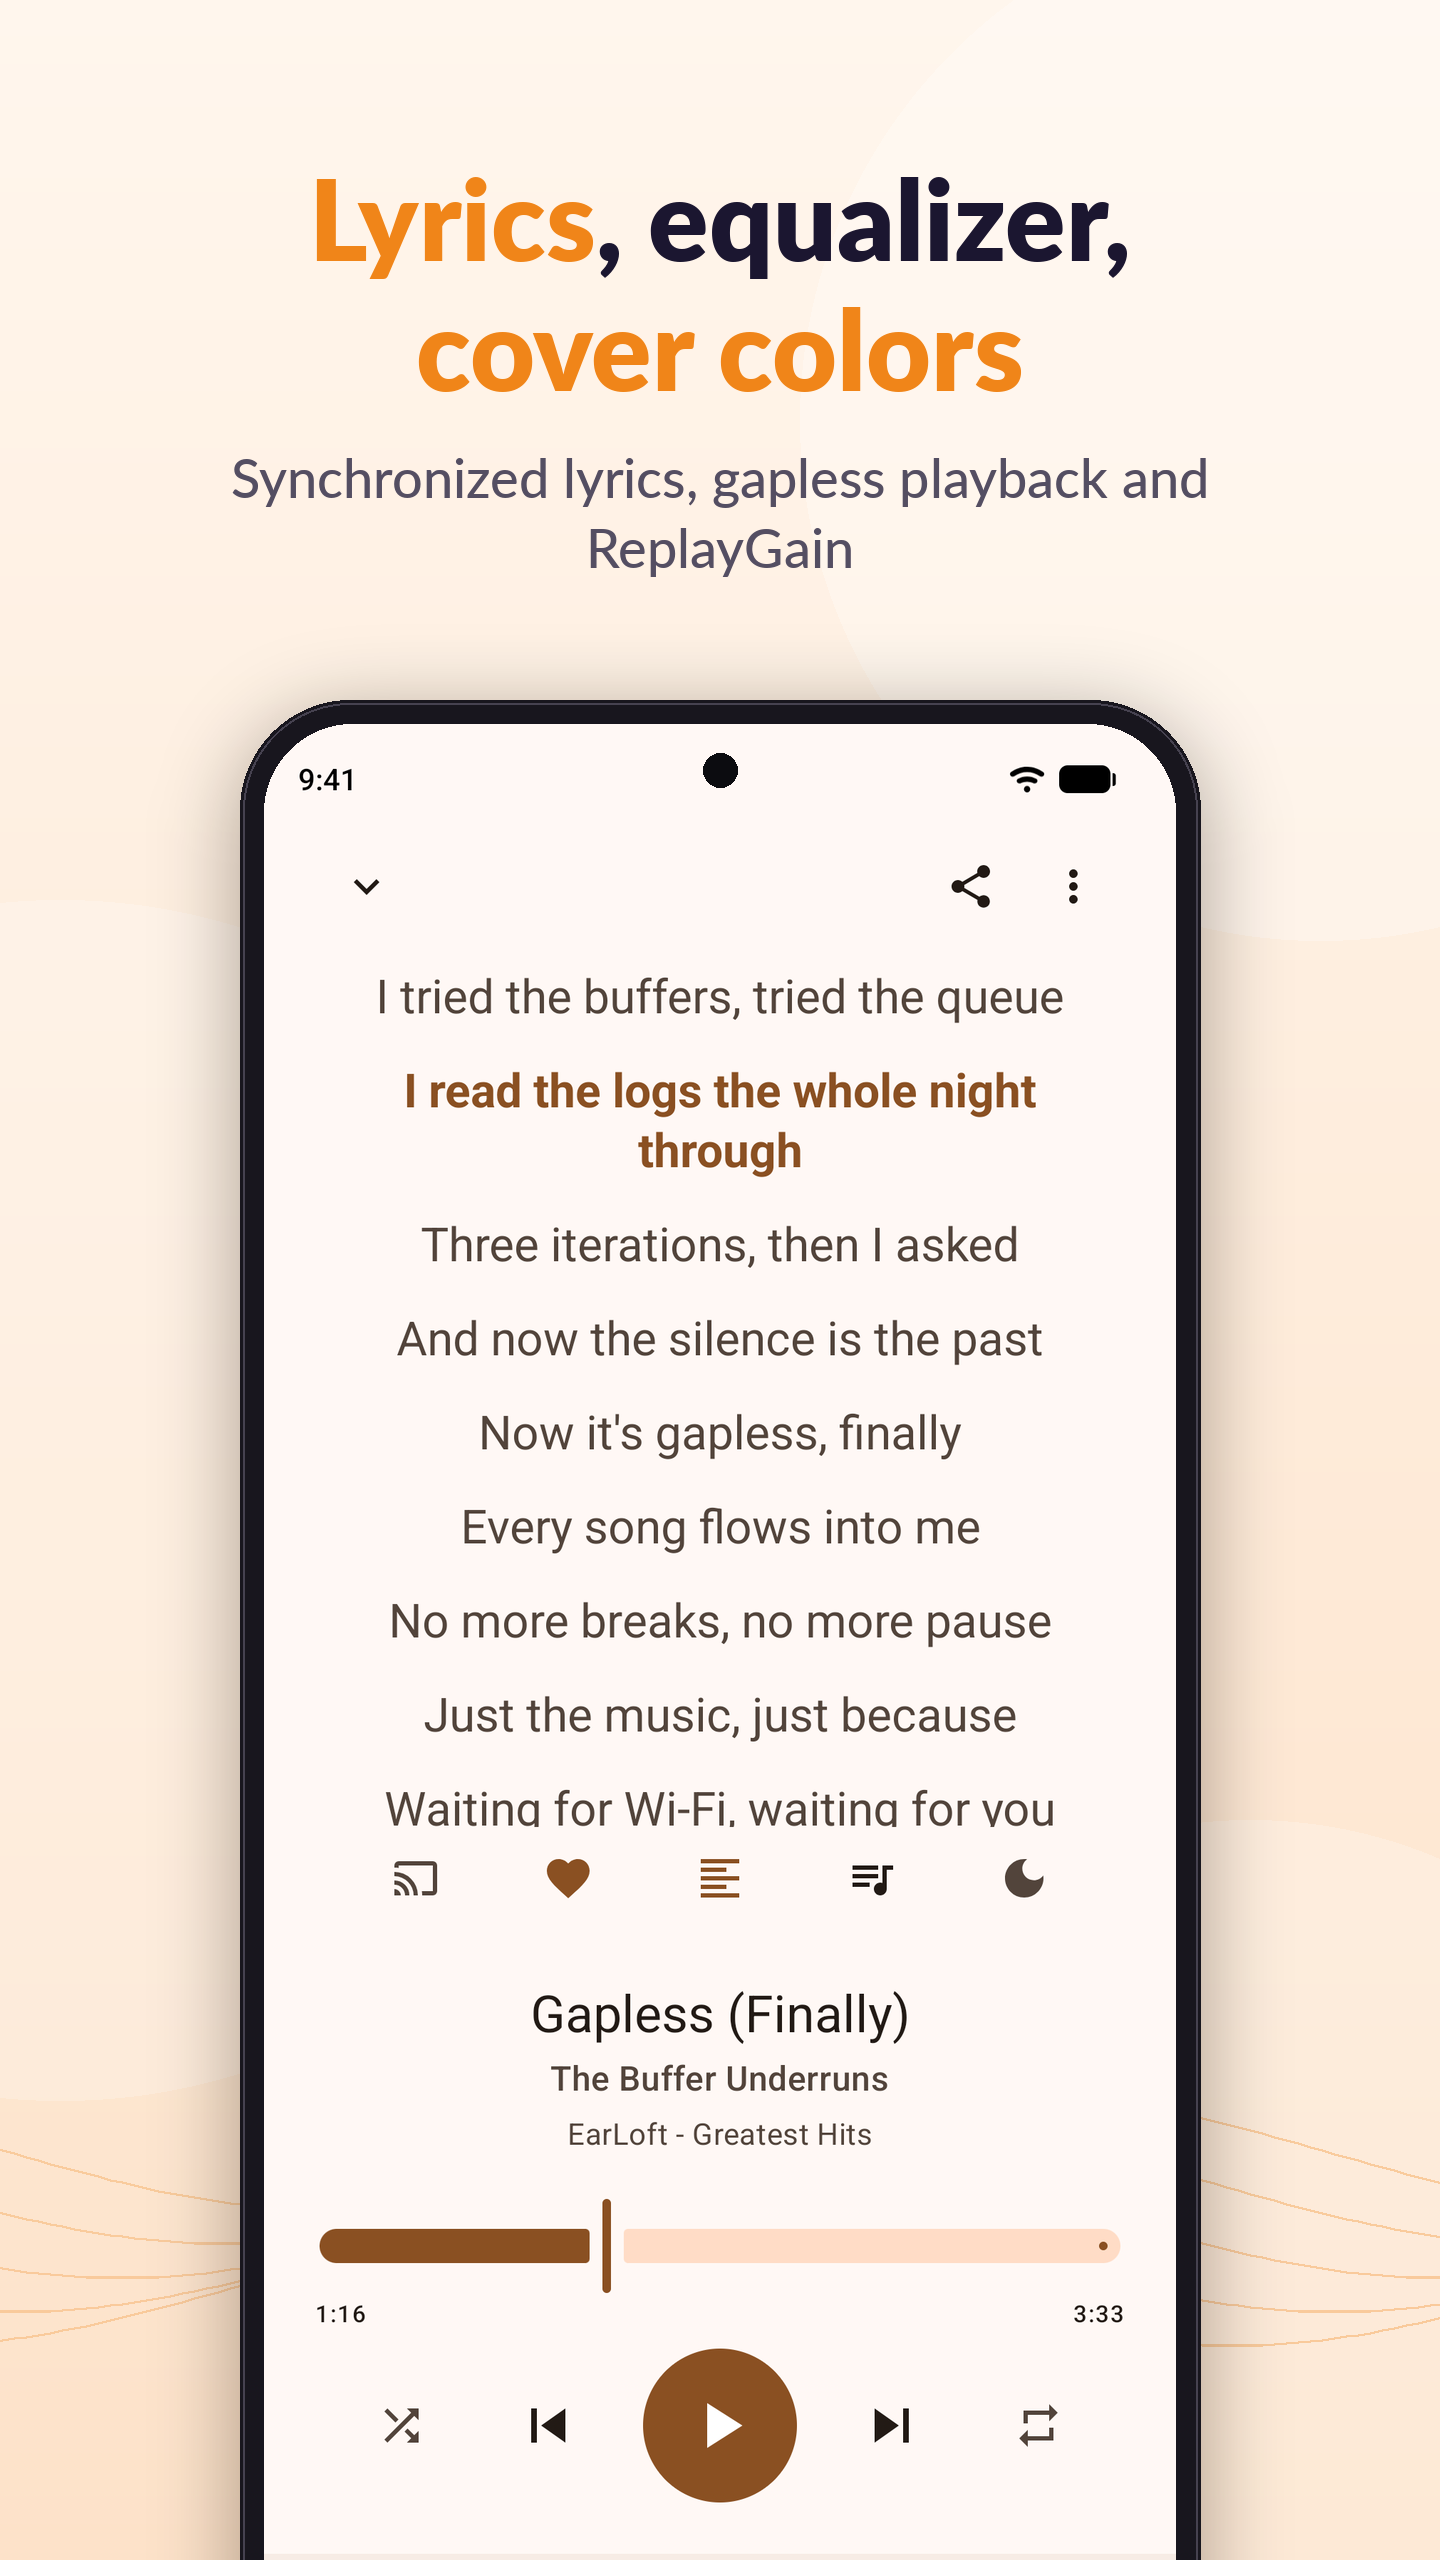 Lyrics, equalizer,
cover colors
Synchronized lyrics, gapless playback and
ReplayGain
9:41
I tried the buffers, tried the queue
I read the logs the whole night
through
Three iterations, then I asked
And now the silence is the past
Now it's gapless, finally
Every song flows into me
No more breaks, no more pause
Just the music, just because
Waiting for Wi-Fi, waiting for you
Gapless (Finally)
The Buffer Underruns
EarLoft - Greatest Hits
1:16
3:33